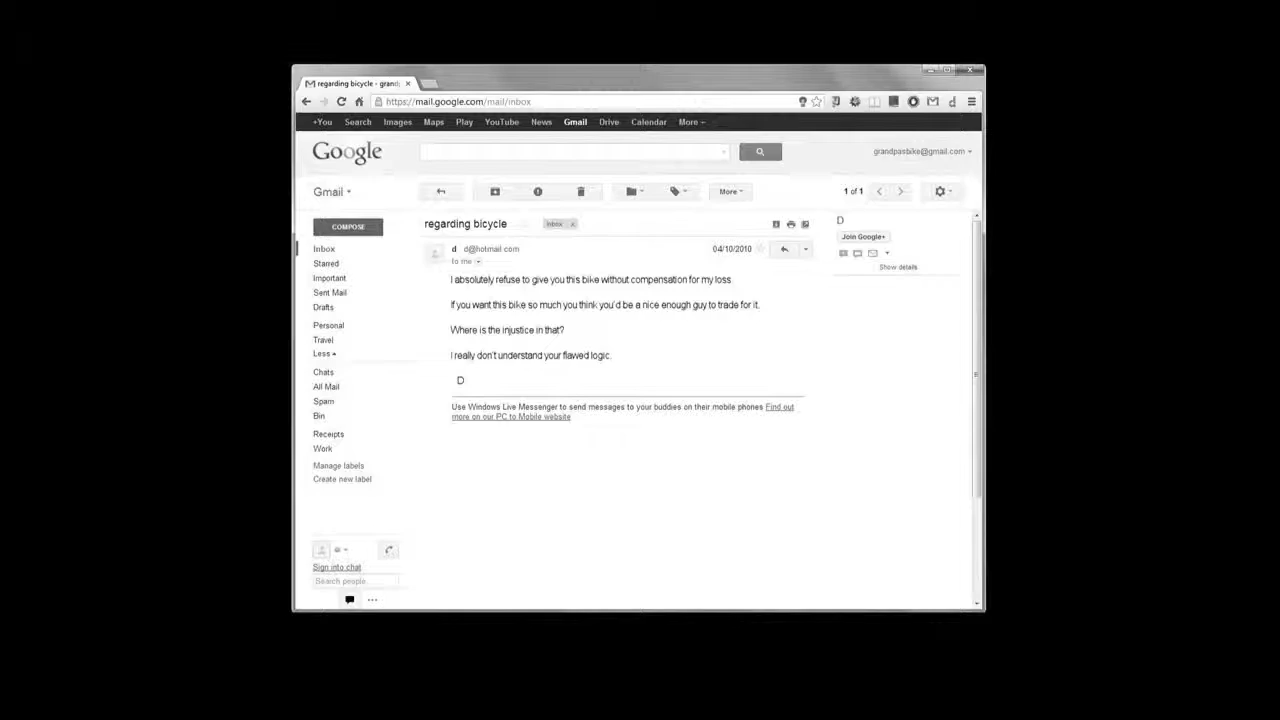 regarding bicycle - grand
https://mail.google.com/mail/inbox
+You Search Images Maps Play YouTube News Gmail Drive Calendar More
Google
grandpasbike@gmail.com
Gmail
More
1 of 1
COMPOSE
Inbox
Starred
Important
Sent Mail
Drafts
Personal
Travel
Less
Chats
All Mail
Spam
Bin
Receipts
Work
Manage labels
Create new label
Sign into chat
Search people...
regarding bicycle
Inbox x
d d@hotmail.com
04/10/2010
to me
I absolutely refuse to give you this bike without compensation for my loss
If you want this bike so much you think you'd be a nice enough guy to trade for it.
Where is the injustice in that?
I really don't understand your flawed logic.
D
Use Windows Live Messenger to send messages to your buddies on their mobile phones Find out
more on our PC to Mobile website
D
Join Google+
Show details